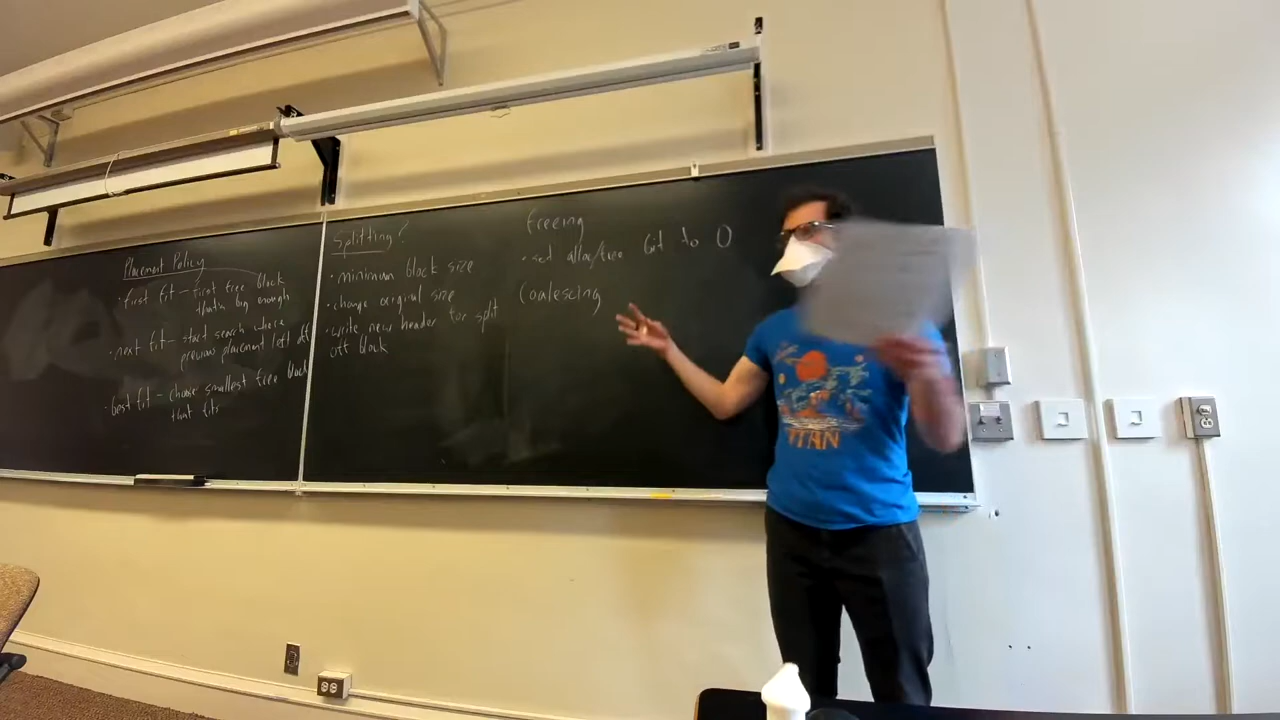 Placement Policy
• first fit – first free block
that's big enough
• next fit – start search where
previous placement left off
• best fit – choose smallest free block
that fits
Splitting?
• minimum block size
• change original size
• write new header for split
off block
Freeing
• set alloc/free bit to 0
Coalescing
UTAH